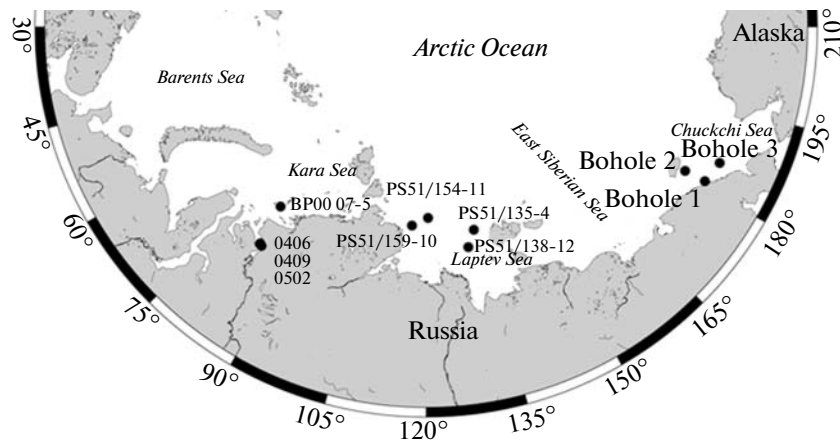 Alaska
Arctic Ocean
Barents Sea
Chuckchi Sea
East Siberian Sea
Bohole 2
Bohole 3
Bohole 1
Kara Sea
PS51/154-11
BP00 07-5
PS51/135-4
PS51/159-10
PS51/138-12
Laptev Sea
0406
0409
0502
Russia
30°
45°
60°
75°
90°
105°
120°
135°
150°
165°
180°
195°
210°